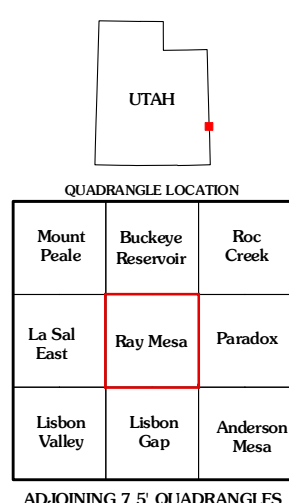 UTAH
QUADRANGLE LOCATION
Mount
Peale
Buckeye
Reservoir
Roc
Creek
La Sal
East
Ray Mesa
Paradox
Lisbon
Valley
Lisbon
Gap
Anderson
Mesa
ADJOINING 7.5' QUADRANGLES